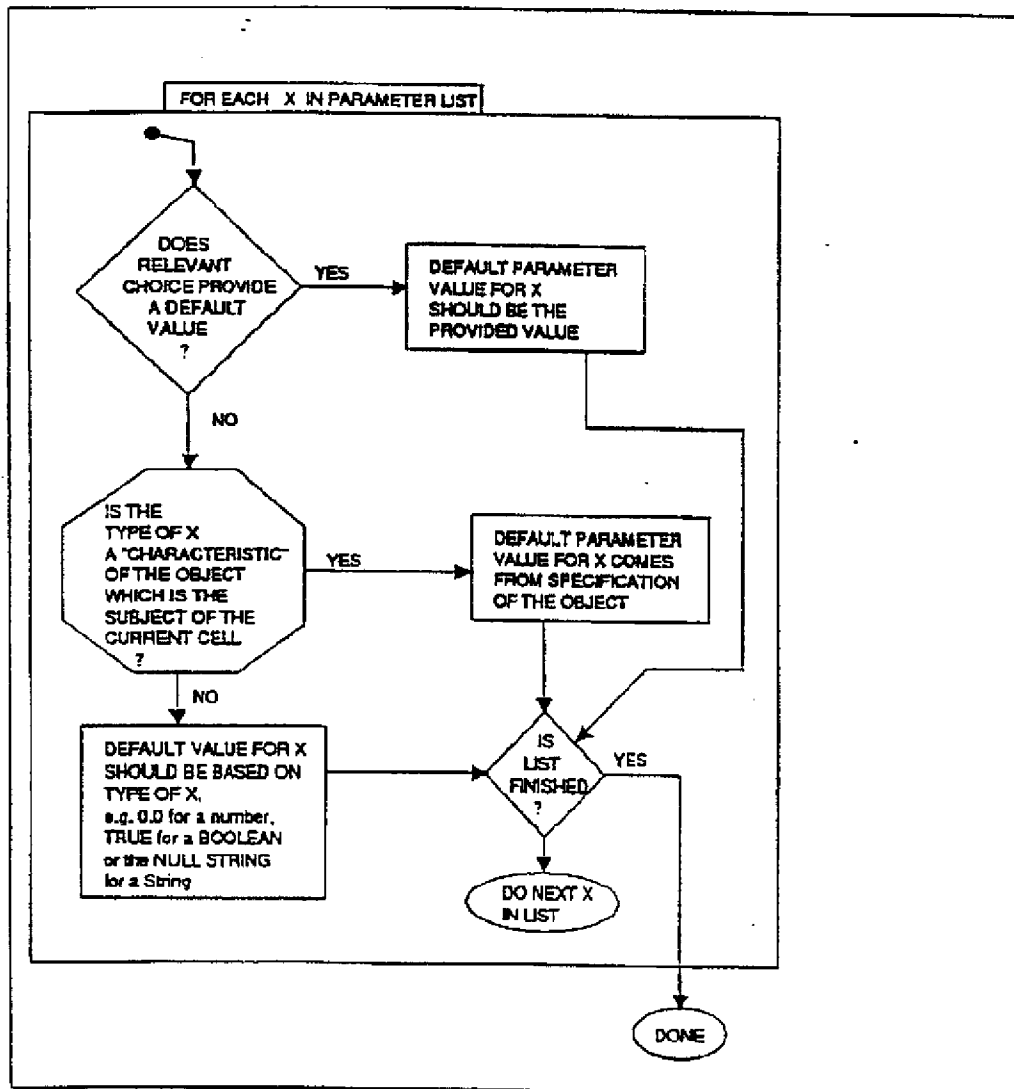 FOR EACH X IN PARAMETER LIST
DOES
RELEVANT
CHOICE PROVIDE
A DEFAULT
VALUE
?
YES
DEFAULT PARAMETER
VALUE FOR X
SHOULD BE THE
PROVIDED VALUE
NO
IS THE
TYPE OF X
A "CHARACTERISTIC"
OF THE OBJECT
WHICH IS THE
SUBJECT OF THE
CURRENT CELL
?
YES
DEFAULT PARAMETER
VALUE FOR X COMES
FROM SPECIFICATION
OF THE OBJECT
NO
DEFAULT VALUE FOR X
SHOULD BE BASED ON
TYPE OF X,
e.g. 0.0 for a number,
TRUE for a BOOLEAN
or the NULL STRING
for a String
IS
LIST
FINISHED
?
YES
DO NEXT X
IN LIST
DONE